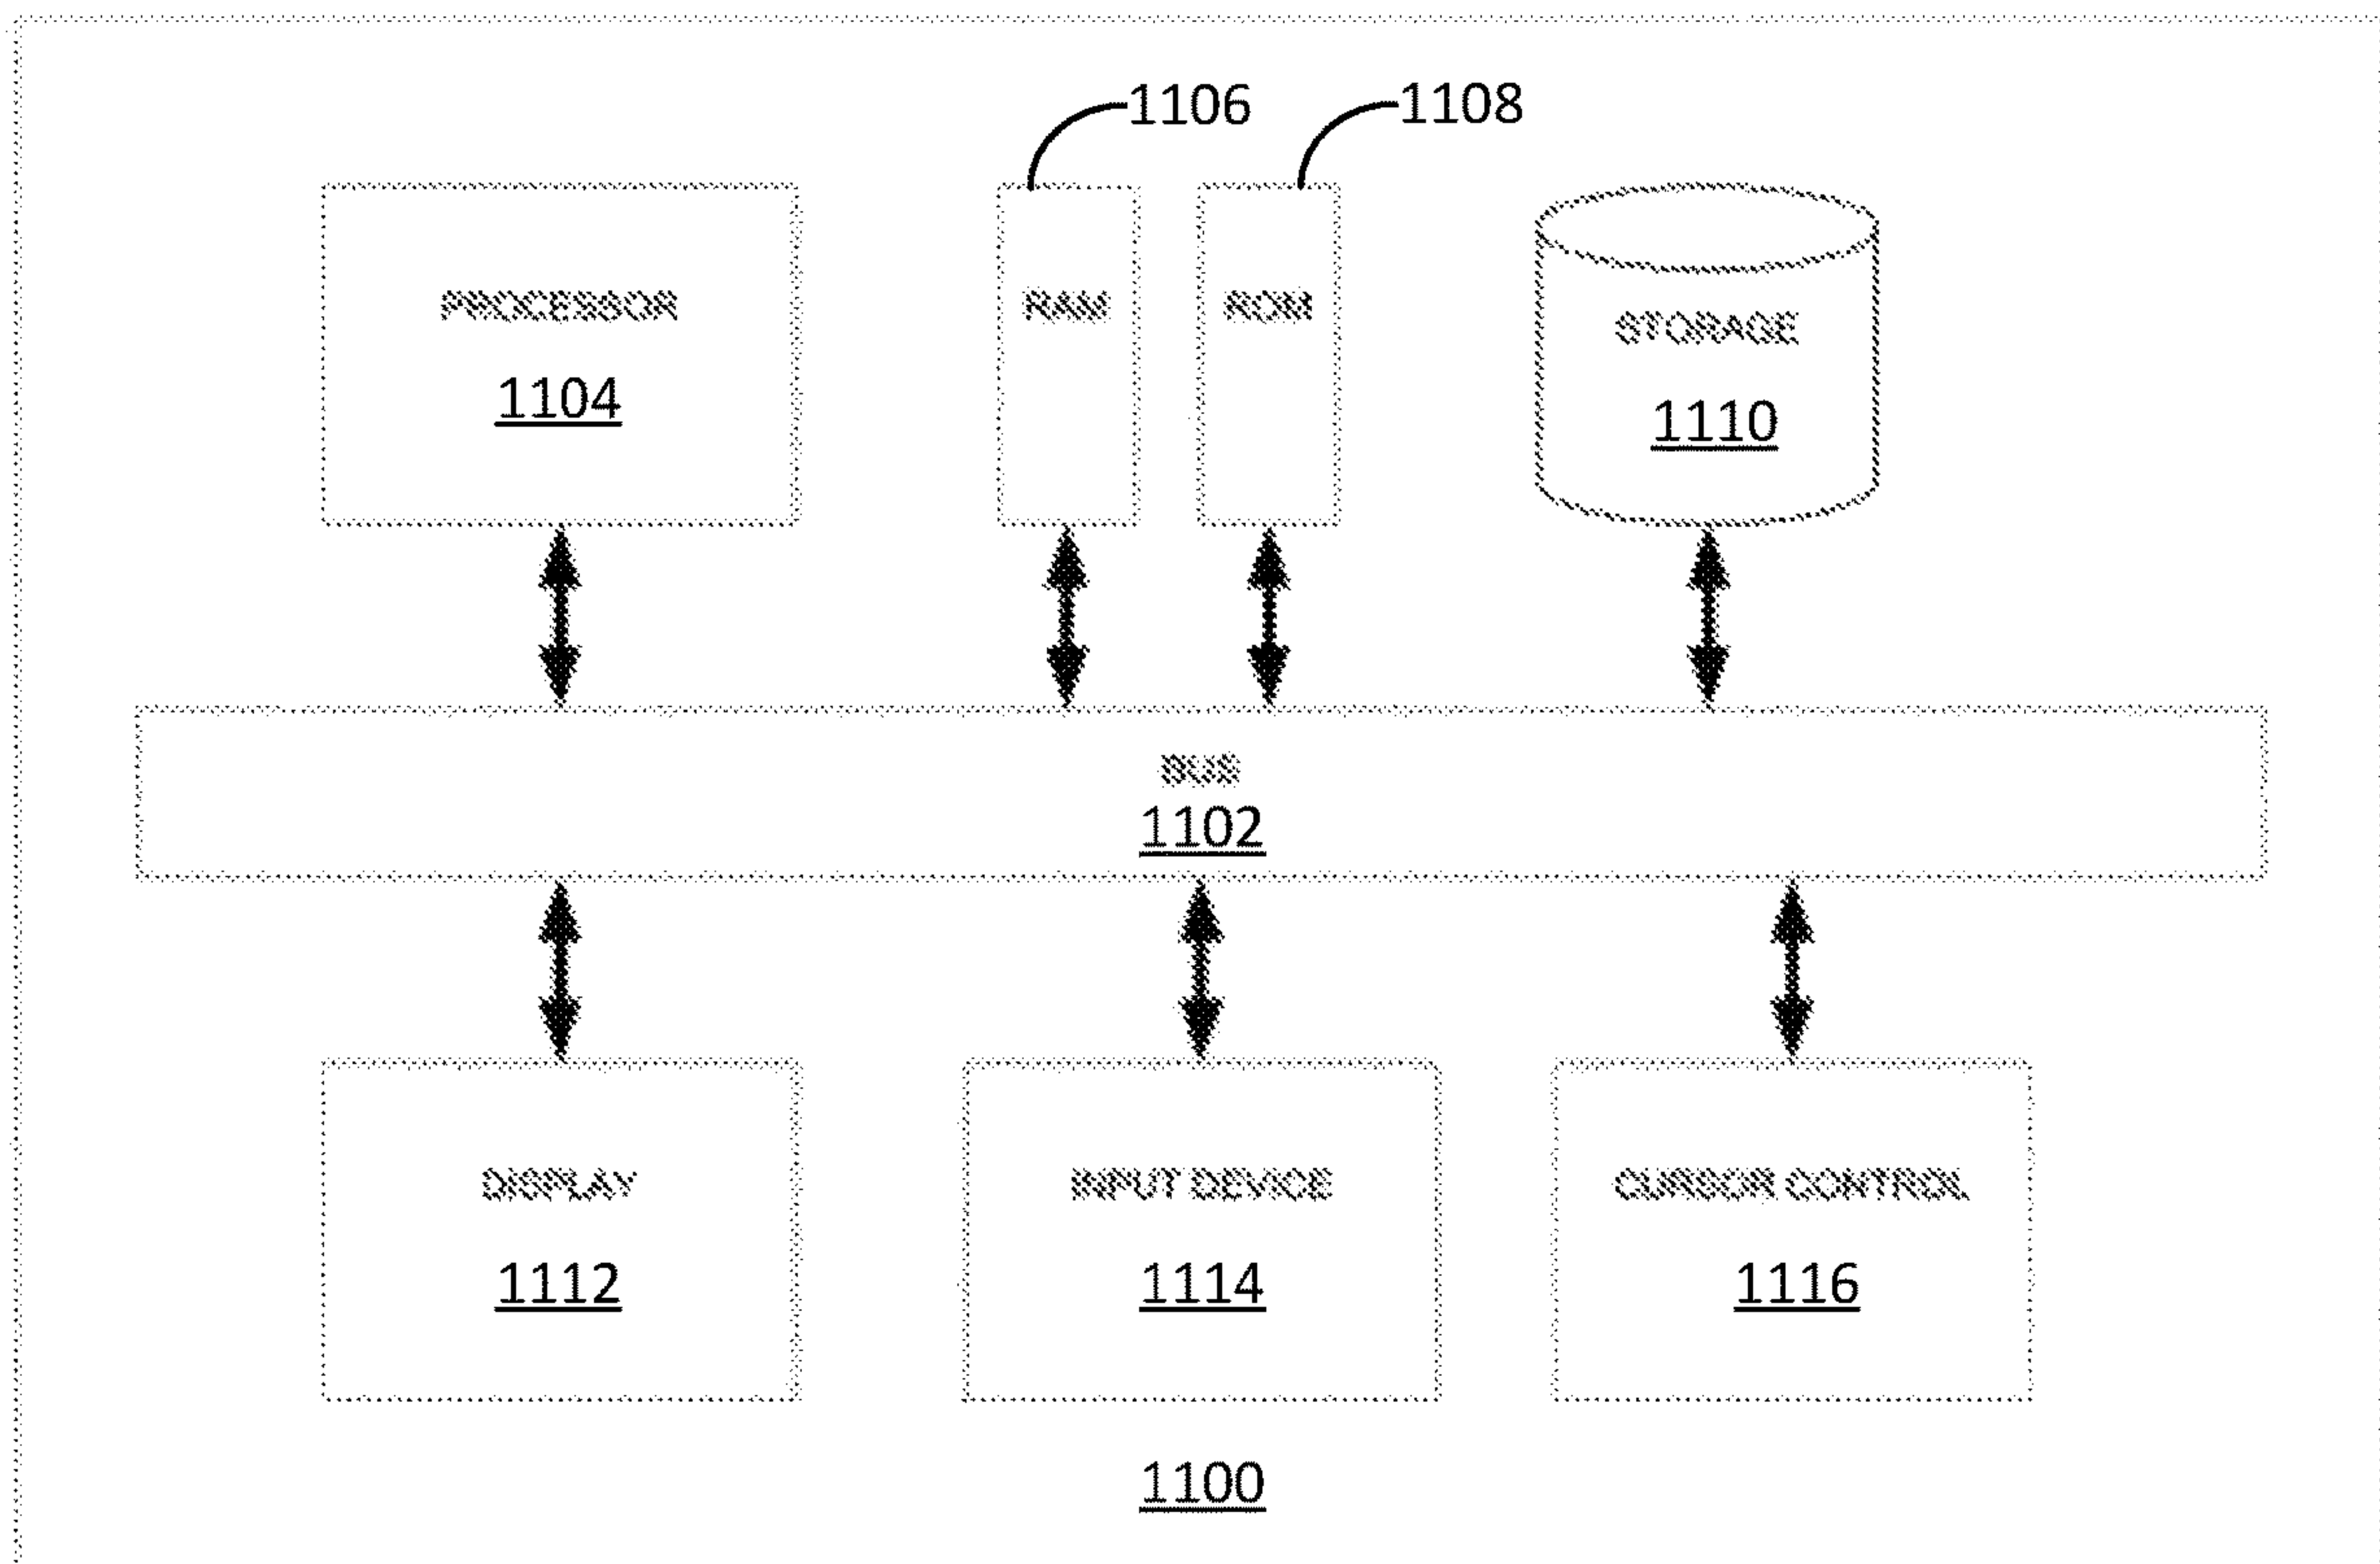 1106
1108
PROCESSOR
1104
RAM
ROM
STORAGE
1110
BUS
1102
DISPLAY
1112
INPUT DEVICE
1114
CURSOR CONTROL
1116
1100